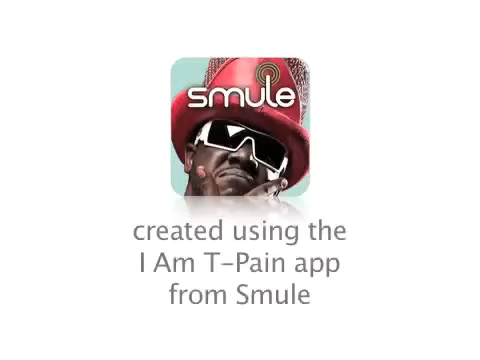 smule
created using the
I Am T-Pain app
from Smule